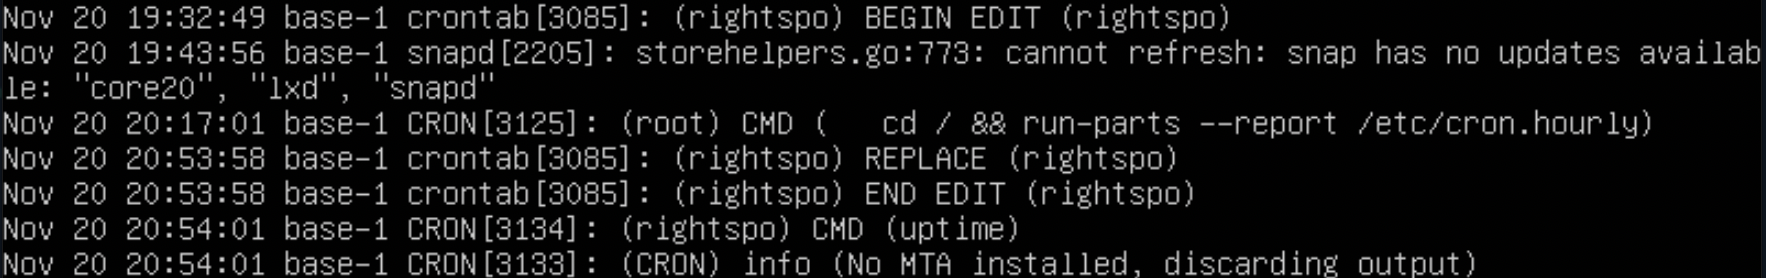 Nov 20 19:32:49 base-1 crontab[3085]: (rightspo) BEGIN EDIT (rightspo)
Nov 20 19:43:56 base-1 snapd[2205]: storehelpers.go:773: cannot refresh: snap has no updates availab
le: "core20", "lxd", "snapd"
Nov 20 20:17:01 base-1 CRON[3125]: (root) CMD (   cd / && run-parts --report /etc/cron.hourly)
Nov 20 20:53:58 base-1 crontab[3085]: (rightspo) REPLACE (rightspo)
Nov 20 20:53:58 base-1 crontab[3085]: (rightspo) END EDIT (rightspo)
Nov 20 20:54:01 base-1 CRON[3134]: (rightspo) CMD (uptime)
Nov 20 20:54:01 base-1 CRON[3133]: (CRON) info (No MTA installed, discarding output)